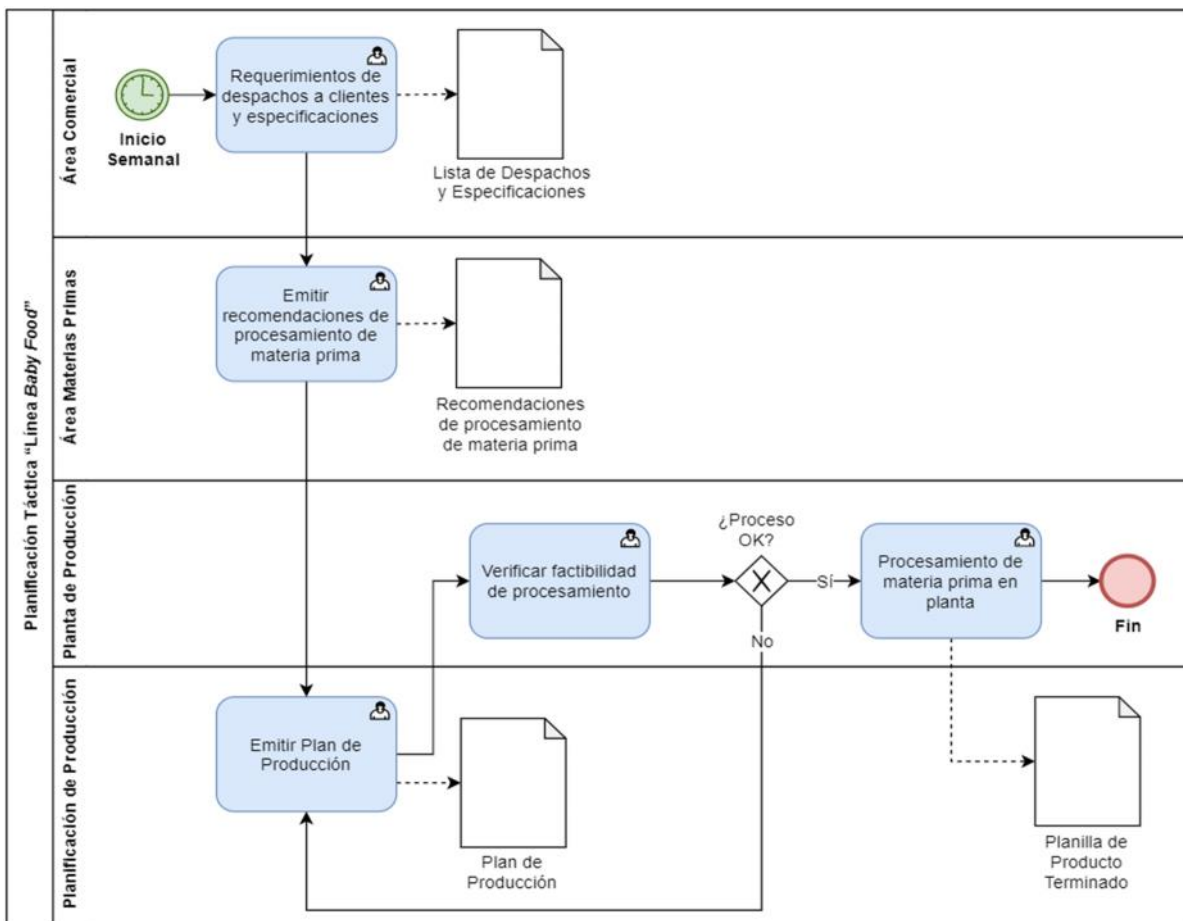 Planificación Táctica “Línea Baby Food”
Área Comercial
Inicio
Semanal
Requerimientos de
despachos a clientes
y especificaciones
Lista de Despachos
y Especificaciones
Área Materias Primas
Emitir
recomendaciones de
procesamiento de
materia prima
Recomendaciones
de procesamiento
de materia prima
Planta de Producción
Verificar factibilidad
de procesamiento
¿Proceso
OK?
X
Sí
No
Procesamiento de
materia prima en
planta
Fin
Planificación de Producción
Emitir Plan de
Producción
Plan de
Producción
Planilla de
Producto
Terminado